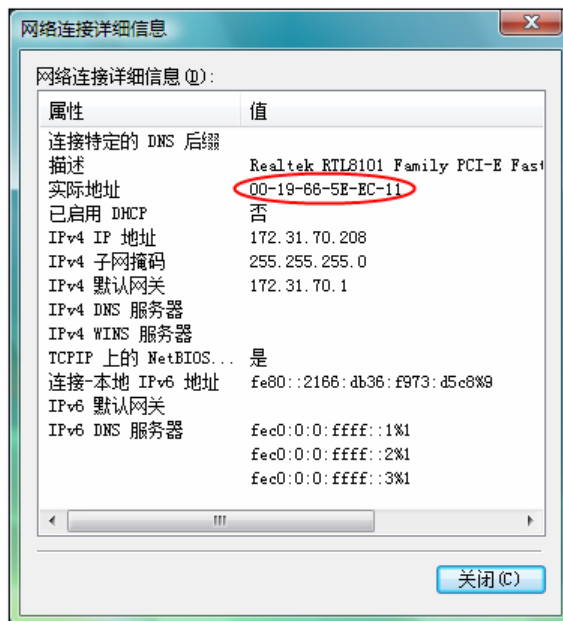 网络连接详细信息
网络连接详细信息(D):
属性 值
连接特定的 DNS 后缀
描述 Realtek RTL8101 Family PCI-E Fast
实际地址 00-19-66-5E-EC-11
已启用 DHCP 否
IPv4 IP 地址 172.31.70.208
IPv4 子网掩码 255.255.255.0
IPv4 默认网关 172.31.70.1
IPv4 DNS 服务器
IPv4 WINS 服务器
TCPIP 上的 NetBIOS... 是
连接-本地 IPv6 地址 fe80::2166:db36:f973:d5c8%9
IPv6 默认网关
IPv6 DNS 服务器 fec0:0:0:ffff::1%1
fec0:0:0:ffff::2%1
fec0:0:0:ffff::3%1
关闭(C)